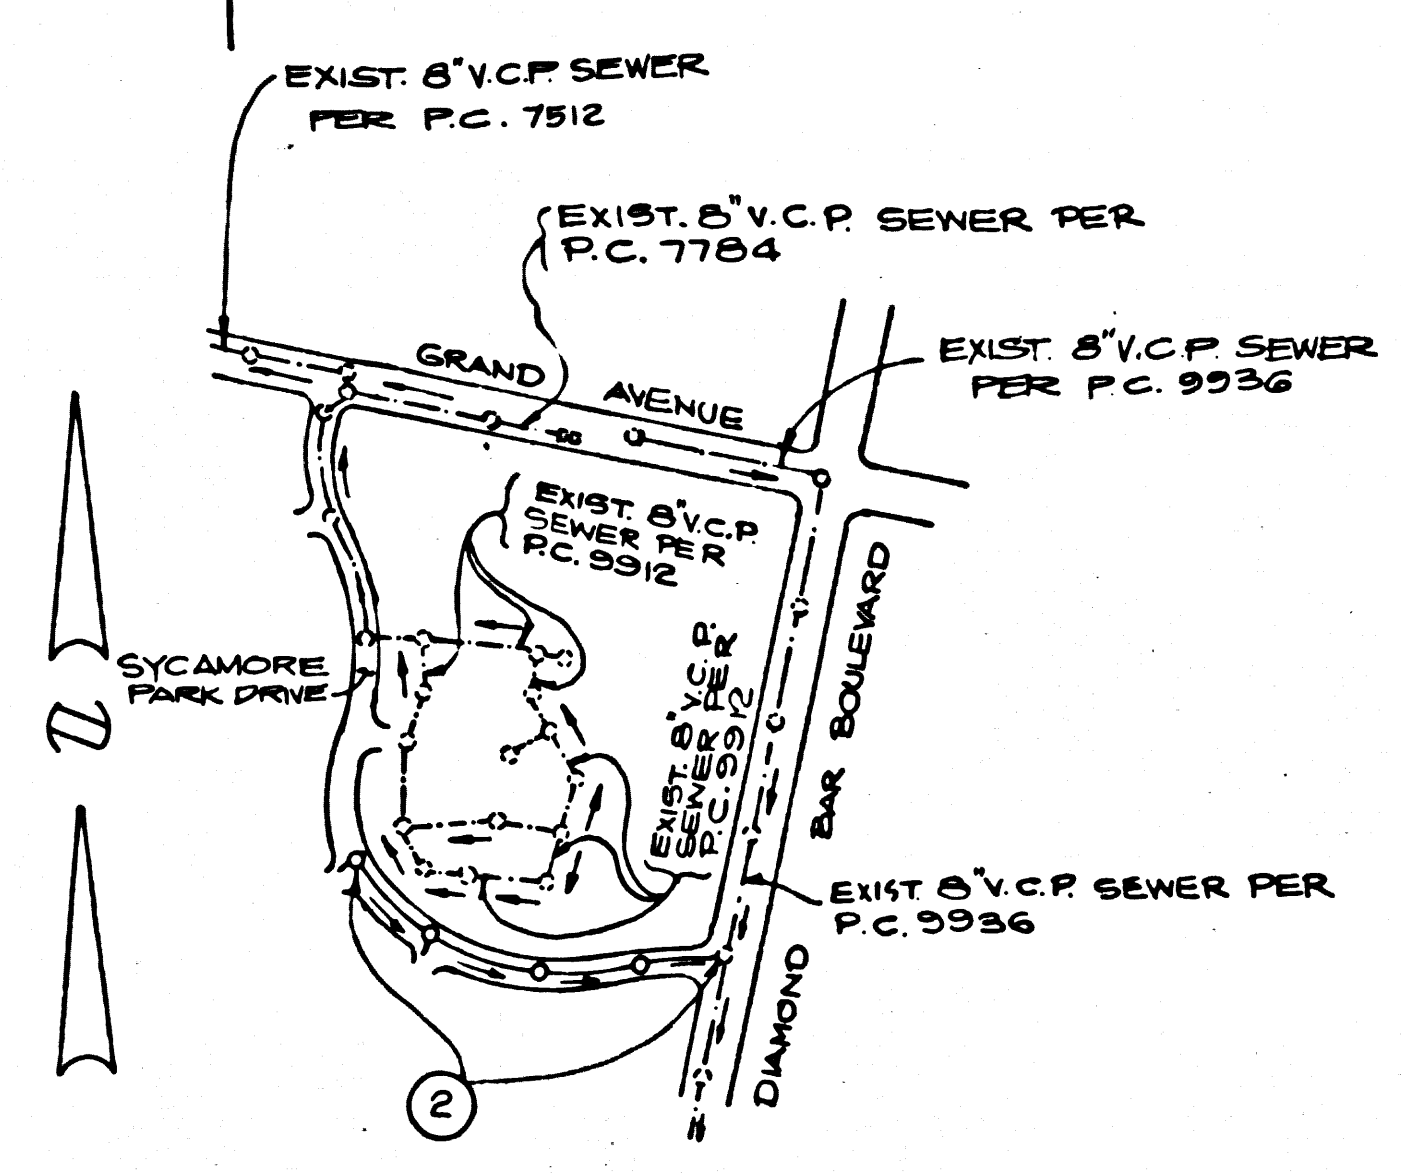 EXIST. 8" V.C.P. SEWER
PER P.C. 7512
EXIST. 8" V.C.P. SEWER PER
P.C. 7784
EXIST. 8" V.C.P. SEWER
PER P.C. 9936
GRAND AVENUE
EXIST. 8" V.C.P.
SEWER PER
P.C. 9912
SYCAMORE
PARK DRIVE
n
EXIST. 8" V.C.P.
SEWER PER
P.C. 9912
DIAMOND BAR BOULEVARD
EXIST. 8" V.C.P. SEWER PER
P.C. 9936
2